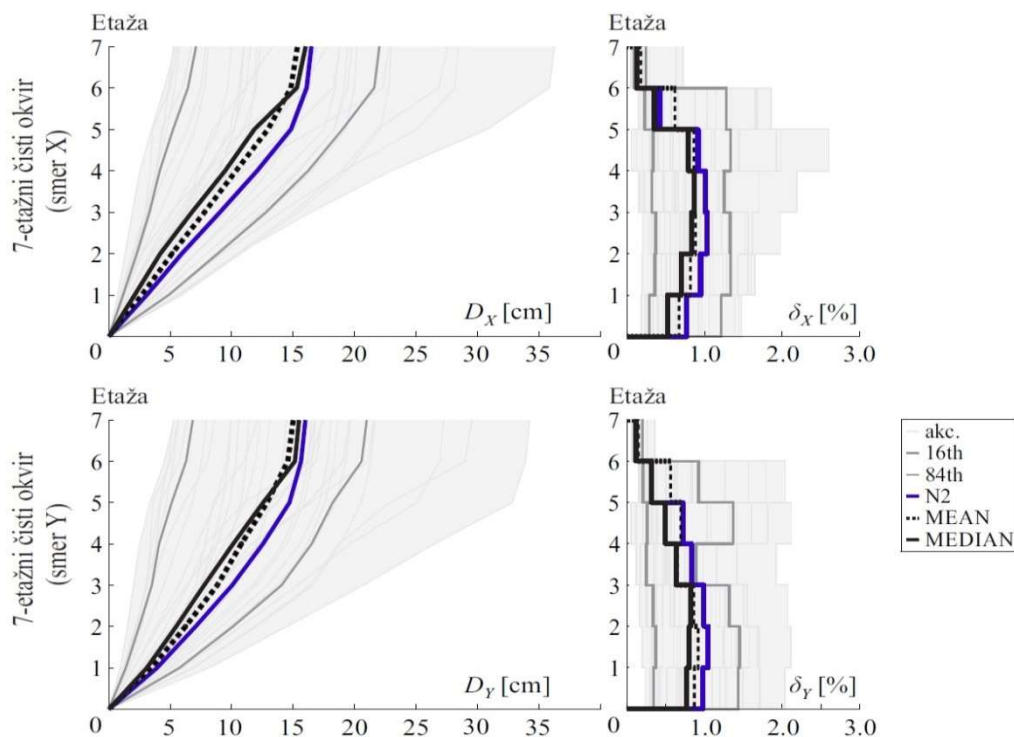 Etaža
Etaža
7-etažni čisti okvir
(smer X)
7
6
5
4
3
2
1
0
5
10
15
20
25
30
35
D_X [cm]
7
6
5
4
3
2
1
0
1.0
2.0
3.0
δ_X [%]
Etaža
Etaža
7-etažni čisti okvir
(smer Y)
7
6
5
4
3
2
1
0
5
10
15
20
25
30
35
D_Y [cm]
7
6
5
4
3
2
1
0
1.0
2.0
3.0
δ_Y [%]
akc.
16th
84th
N2
MEAN
MEDIAN